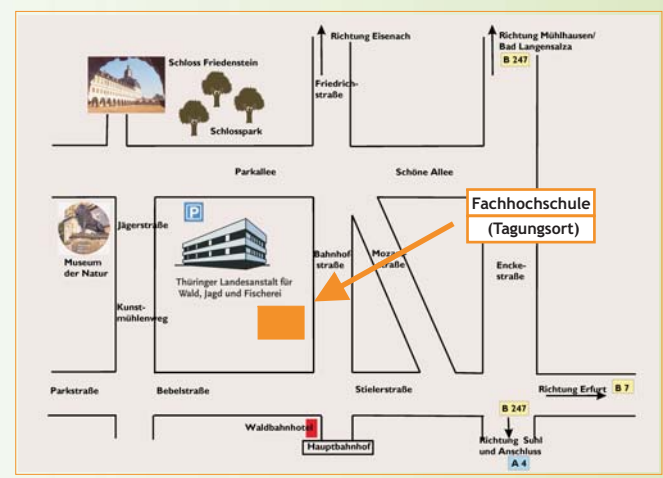 Richtung Eisenach
Richtung Mühlhausen/
Bad Langensalza
B 247
Schloss Friedenstein
Friedrich-
straße
Schlosspark
Parkallee
Schöne Allee
Fachhochschule
(Tagungsort)
P
Jägerstraße
Museum
der Natur
Bahnhof
straße
Mozart
straße
Encke-
straße
Thüringer Landesanstalt für
Wald, Jagd und Fischerei
Kunst-
mühlenweg
Parkstraße
Bebelstraße
Stielerstraße
Richtung Erfurt
B 7
B 247
Waldbahnhotel
Hauptbahnhof
Richtung Suhl
und Anschluss
A 4